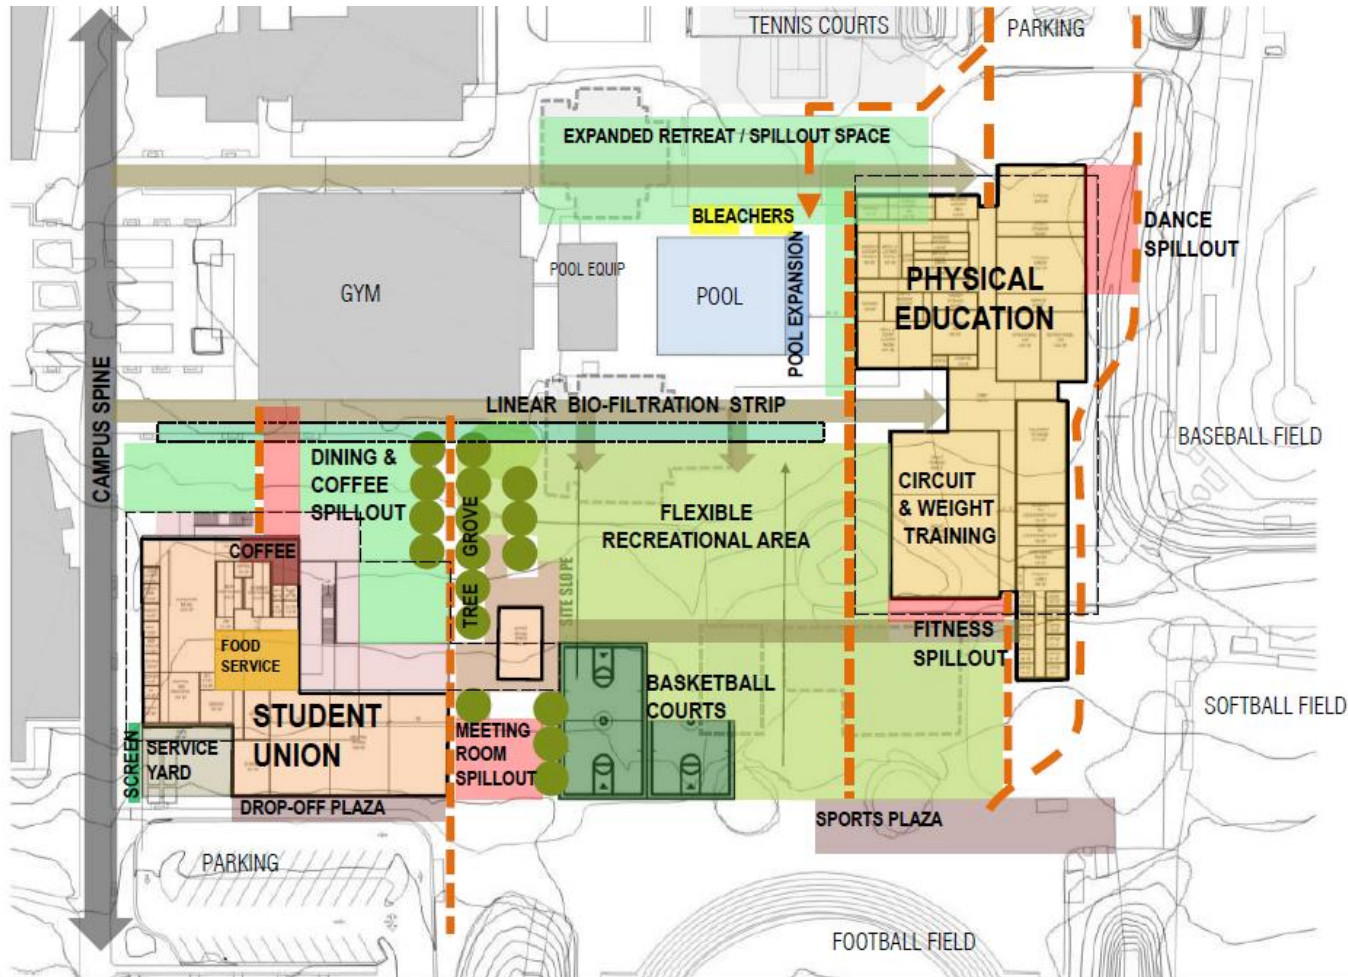 TENNIS COURTS
PARKING
EXPANDED RETREAT / SPILLOUT SPACE
BLEACHERS
DANCE
SPILLOUT
POOL EQUIP
GYM
POOL
POOL EXPANSION
PHYSICAL
EDUCATION
CAMPUS SPINE
LINEAR BIO-FILTRATION STRIP
BASEBALL FIELD
DINING &
COFFEE
SPILLOUT
CIRCUIT
& WEIGHT
TRAINING
FLEXIBLE
RECREATIONAL AREA
COFFEE
TREE GROVE
SITE SLOPE
FOOD
SERVICE
FITNESS
SPILLOUT
BASKETBALL
COURTS
SOFTBALL FIELD
STUDENT
UNION
MEETING
ROOM
SPILLOUT
SCREEN
SERVICE
YARD
DROP-OFF PLAZA
SPORTS PLAZA
PARKING
FOOTBALL FIELD